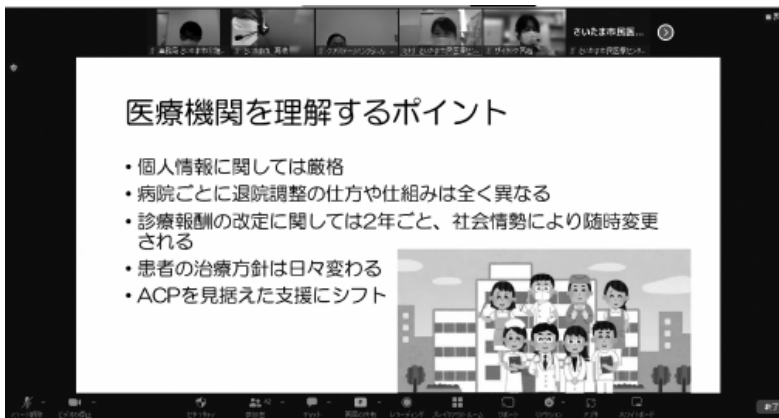 さいたま市民医...
医療機関を理解するポイント
• 個人情報に関しては厳格
• 病院ごとに退院調整の仕方や仕組みは全く異なる
• 診療報酬の改定に関しては2年ごと、社会情勢により随時変更
される
• 患者の治療方針は日々変わる
• ACPを見据えた支援にシフト